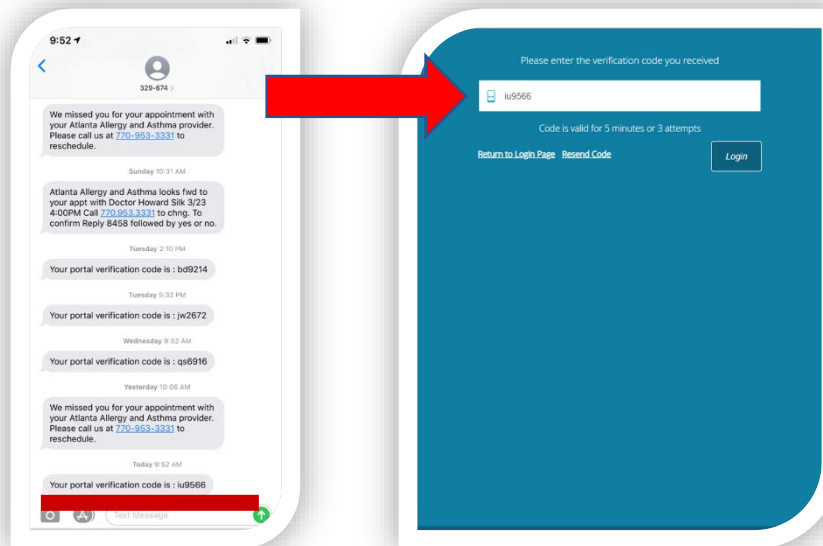 9:52
329-674 >
We missed you for your appointment with
your Atlanta Allergy and Asthma provider.
Please call us at 770-953-3331 to
reschedule.
Sunday 10:31 AM
Atlanta Allergy and Asthma looks fwd to
your appt with Doctor Howard Silk 3/23
4:00PM Call 770.953.3331 to chng. To
confirm Reply 8458 followed by yes or no.
Tuesday 2:10 PM
Your portal verification code is : bd9214
Tuesday 5:32 PM
Your portal verification code is : jw2672
Wednesday 9:52 AM
Your portal verification code is : qs6916
Yesterday 10:06 AM
We missed you for your appointment with
your Atlanta Allergy and Asthma provider.
Please call us at 770-953-3331 to
reschedule.
Today 9:52 AM
Your portal verification code is : iu9566
Text Message
Please enter the verification code you received
iu9566
Code is valid for 5 minutes or 3 attempts
Return to Login Page Resend Code
Login